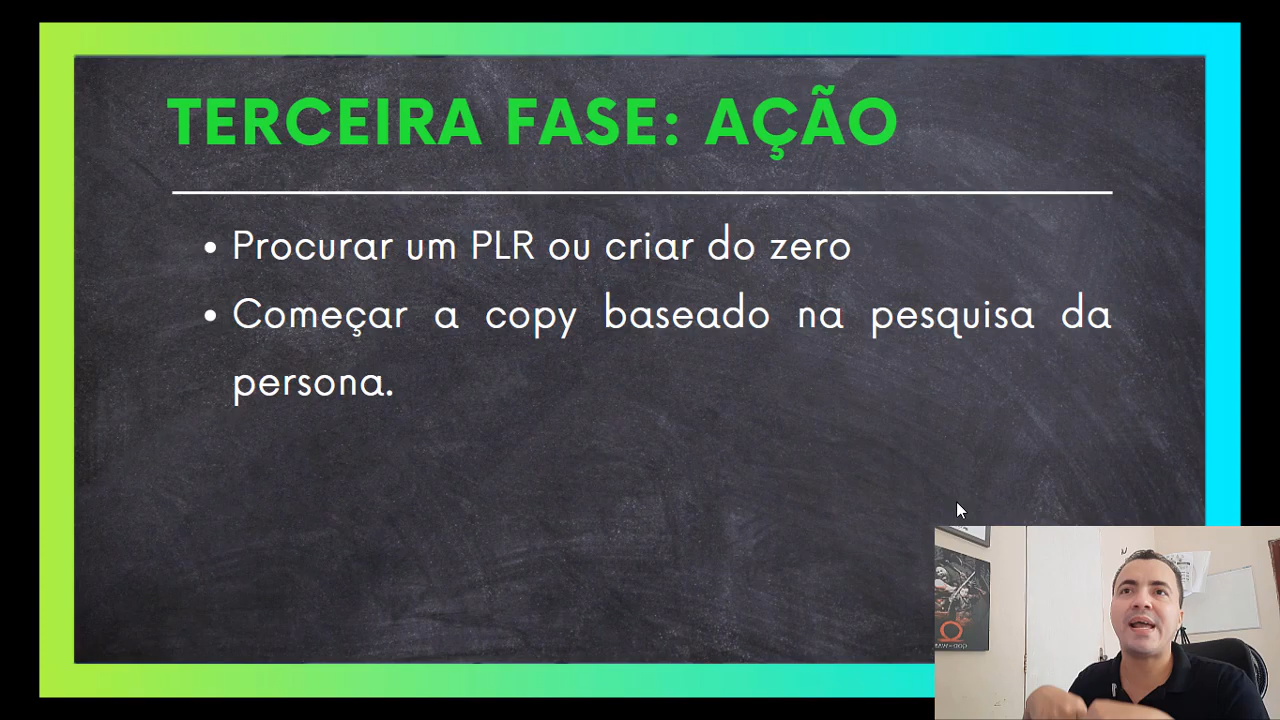 TERCEIRA FASE: AÇÃO
• Procurar um PLR ou criar do zero
• Começar a copy baseado na pesquisa da
persona.